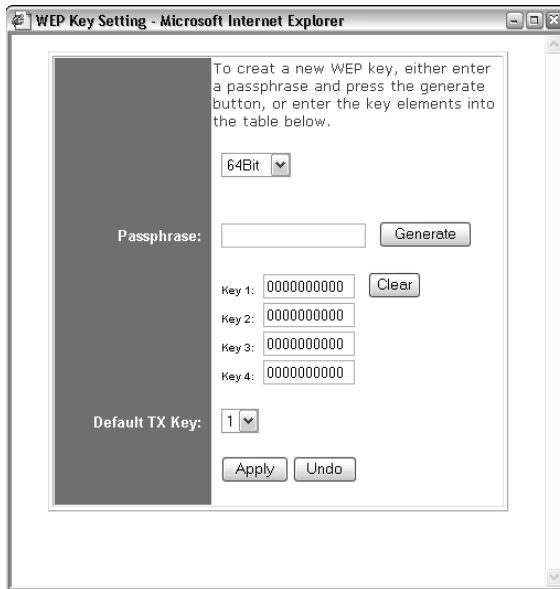 WEP Key Setting - Microsoft Internet Explorer
To creat a new WEP key, either enter
a passphrase and press the generate
button, or enter the key elements into
the table below.
64Bit
Passphrase: Generate
Key 1: 0000000000 Clear
Key 2: 0000000000
Key 3: 0000000000
Key 4: 0000000000
Default TX Key: 1
Apply Undo